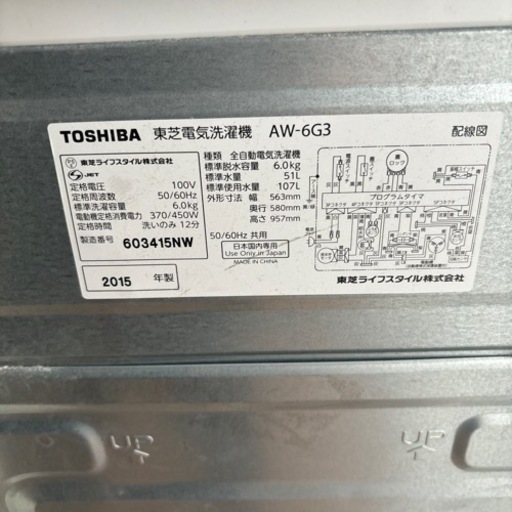 TOSHIBA 東芝電気洗濯機 AW-6G3 配線図
東芝ライフスタイル株式会社
JET
定格電圧 100V
定格周波数 50/60Hz
標準洗濯容量 6.0kg
電動機定格消費電力 370/450W
定格時間 洗いのみ 12分
製造番号 603415NW
2015 年製
種類 全自動電気洗濯機
標準脱水容量 6.0kg
標準水量 51L
標準使用水量 107L
外形寸法 幅 563mm
奥行 580mm
高さ 957mm
50/60Hz 共用
日本国内専用
Use Only in Japan
MADE IN CHINA
プログラムタイマ
東芝ライフスタイル株式会社
UP
UP